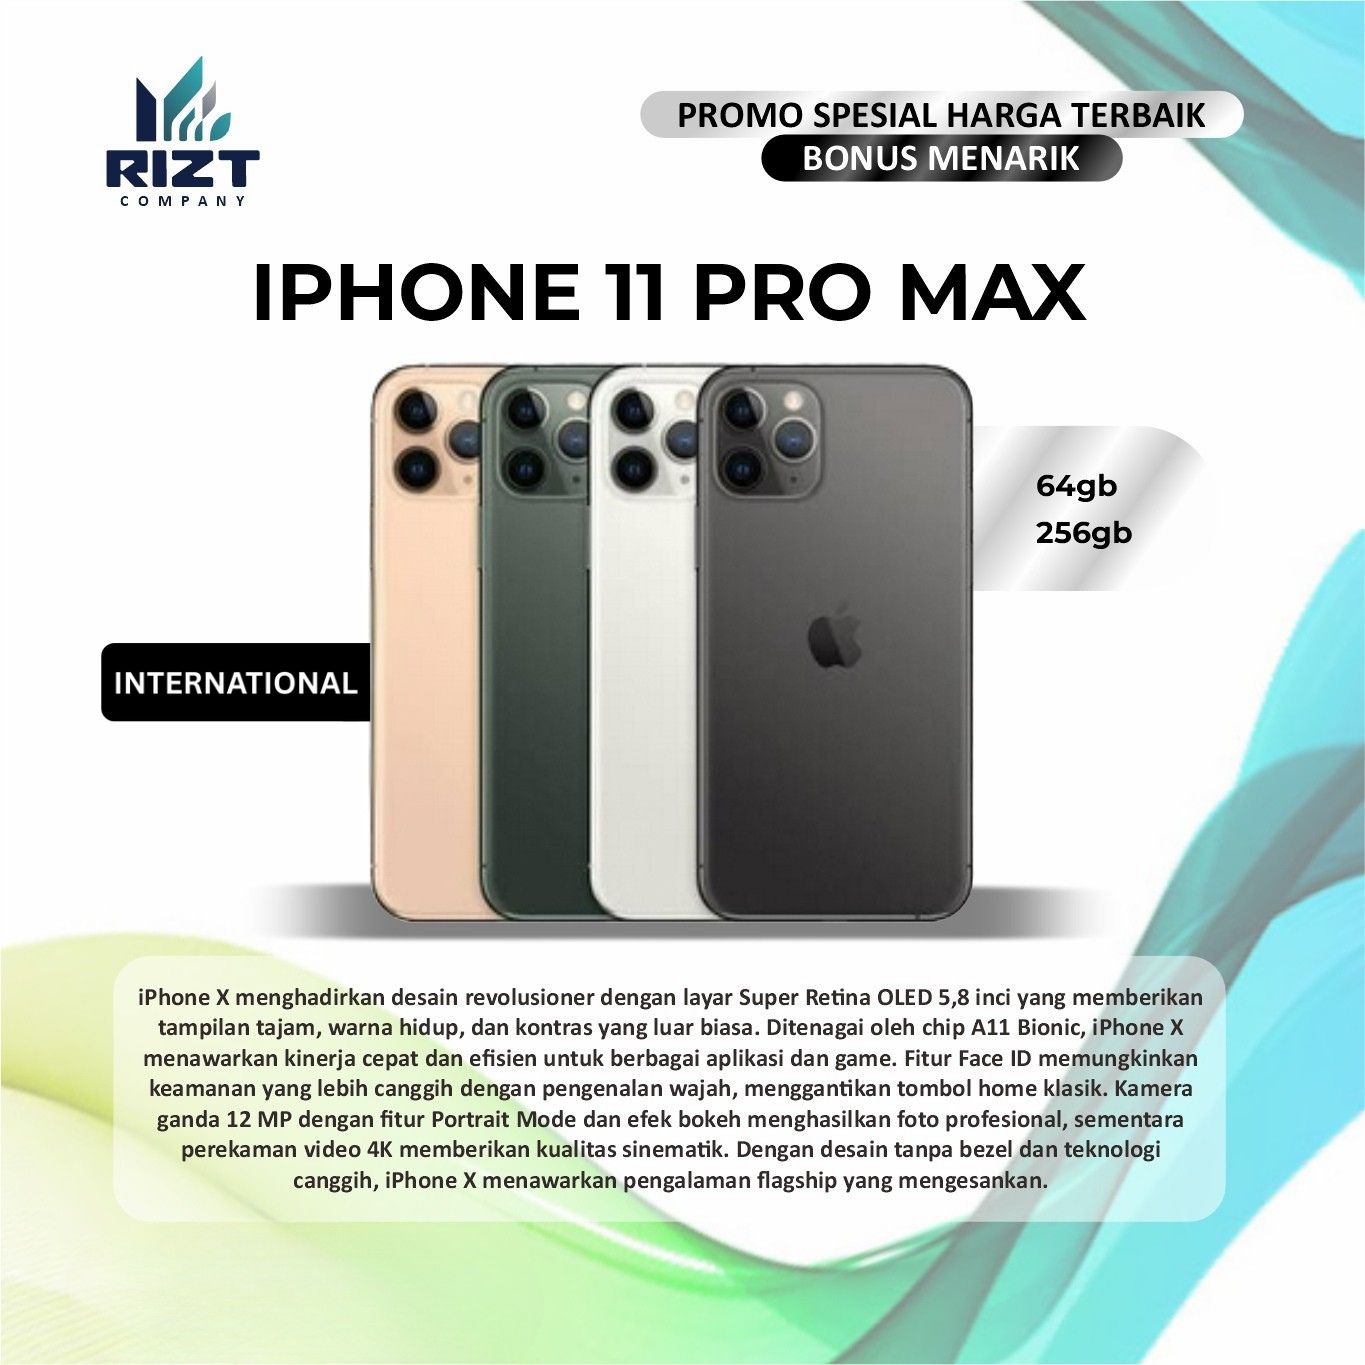 RIZT
COMPANY
PROMO SPESIAL HARGA TERBAIK
BONUS MENARIK
IPHONE 11 PRO MAX
64gb
256gb
INTERNATIONAL
iPhone X menghadirkan desain revolusioner dengan layar Super Retina OLED 5,8 inci yang memberikan
tampilan tajam, warna hidup, dan kontras yang luar biasa. Ditenagai oleh chip A11 Bionic, iPhone X
menawarkan kinerja cepat dan efisien untuk berbagai aplikasi dan game. Fitur Face ID memungkinkan
keamanan yang lebih canggih dengan pengenalan wajah, menggantikan tombol home klasik. Kamera
ganda 12 MP dengan fitur Portrait Mode dan efek bokeh menghasilkan foto profesional, sementara
perekaman video 4K memberikan kualitas sinematik. Dengan desain tanpa bezel dan teknologi
canggih, iPhone X menawarkan pengalaman flagship yang mengesankan.